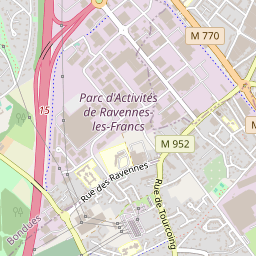 M 770
15
Parc d'Activités
de Ravennes-
les-Francs
M 952
Rue des Ravennes
Rue de Tourcoing
Bondues